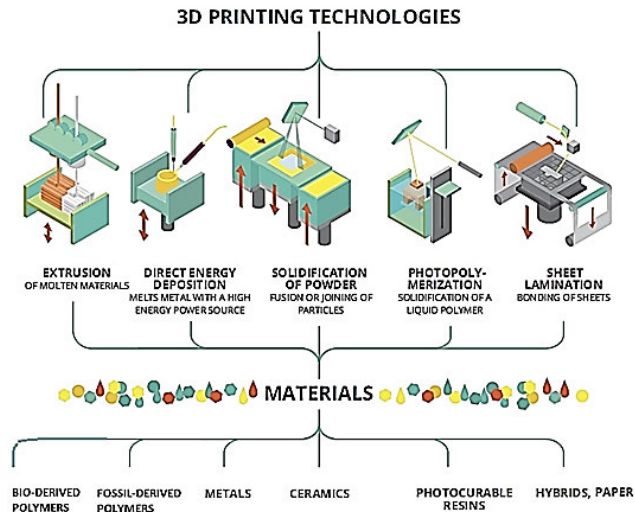 3D PRINTING TECHNOLOGIES
EXTRUSION
OF MOLTEN MATERIALS
DIRECT ENERGY
DEPOSITION
MELTS METAL WITH A HIGH
ENERGY POWER SOURCE
SOLIDIFICATION
OF POWDER
FUSION OR JOINING OF
PARTICLES
PHOTOPOLY-
MERIZATION
SOLIDIFICATION OF A
LIQUID POLYMER
SHEET
LAMINATION
BONDING OF SHEETS
MATERIALS
BIO-DERIVED
POLYMERS
FOSSIL-DERIVED
POLYMERS
METALS
CERAMICS
PHOTOCURABLE
RESINS
HYBRIDS, PAPER